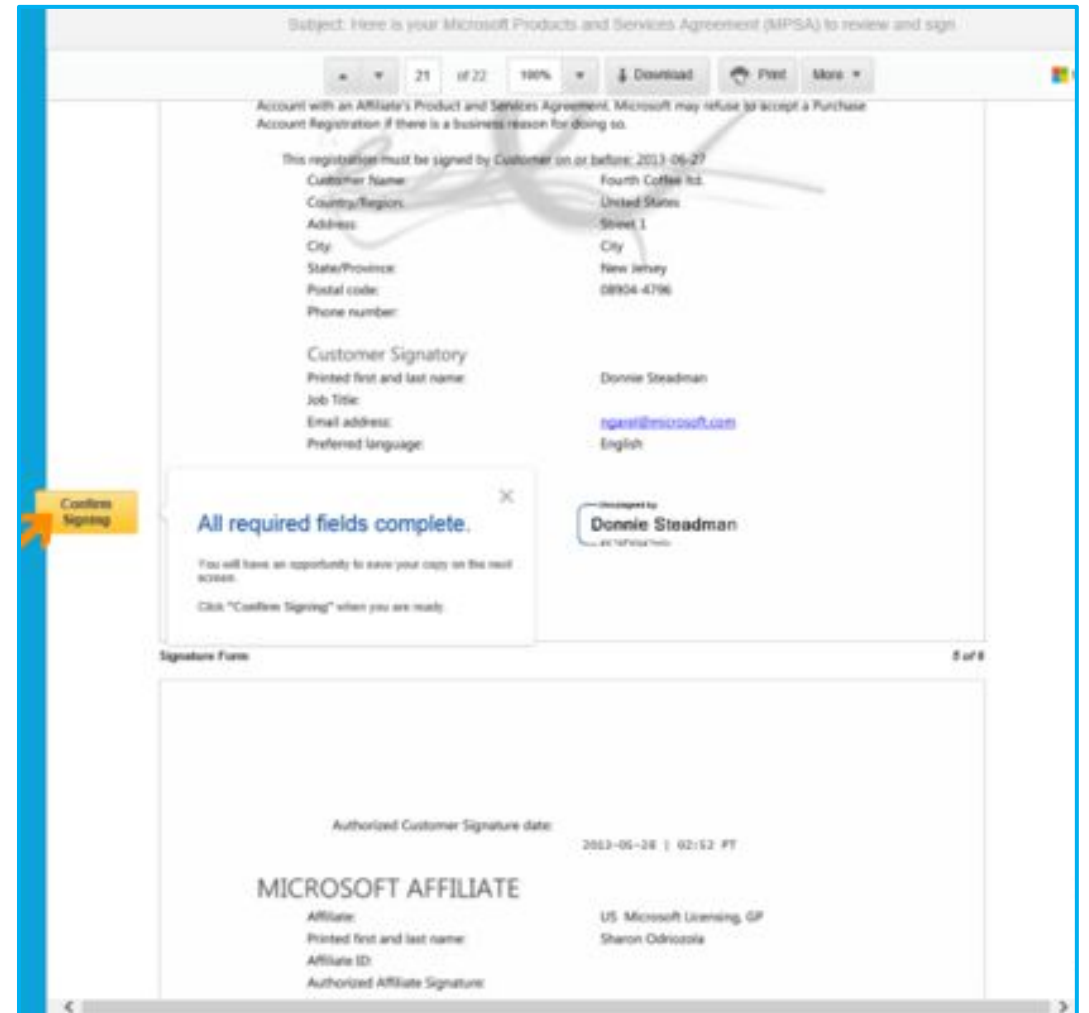 Subject: Here is your Microsoft Products and Services Agreement (MPSA) to review and sign
21 of 22 100% Download Print More
Account with an Affiliate's Product and Services Agreement. Microsoft may refuse to accept a Purchase
Account Registration if there is a business reason for doing so.
This registration must be signed by Customer on or before: 2013-06-27
Customer Name: Fourth Coffee ltd.
Country/Region: United States
Address: Street 1
City: City
State/Province: New Jersey
Postal code: 08904-4796
Phone number:
Customer Signatory
Printed first and last name: Donnie Steadman
Job Title:
Email address: @microsoft.com
Preferred language: English
Confirm
Signing
All required fields complete.
You will have an opportunity to save your copy on the next
screen.
Click "Confirm Signing" when you are ready.
Donnie Steadman
Signature Form 5 of 6
Authorized Customer Signature date:
| 02:52 PT
MICROSOFT AFFILIATE
Affiliate: US Microsoft Licensing, GP
Printed first and last name: Sharon Odriozola
Affiliate ID:
Authorized Affiliate Signature: